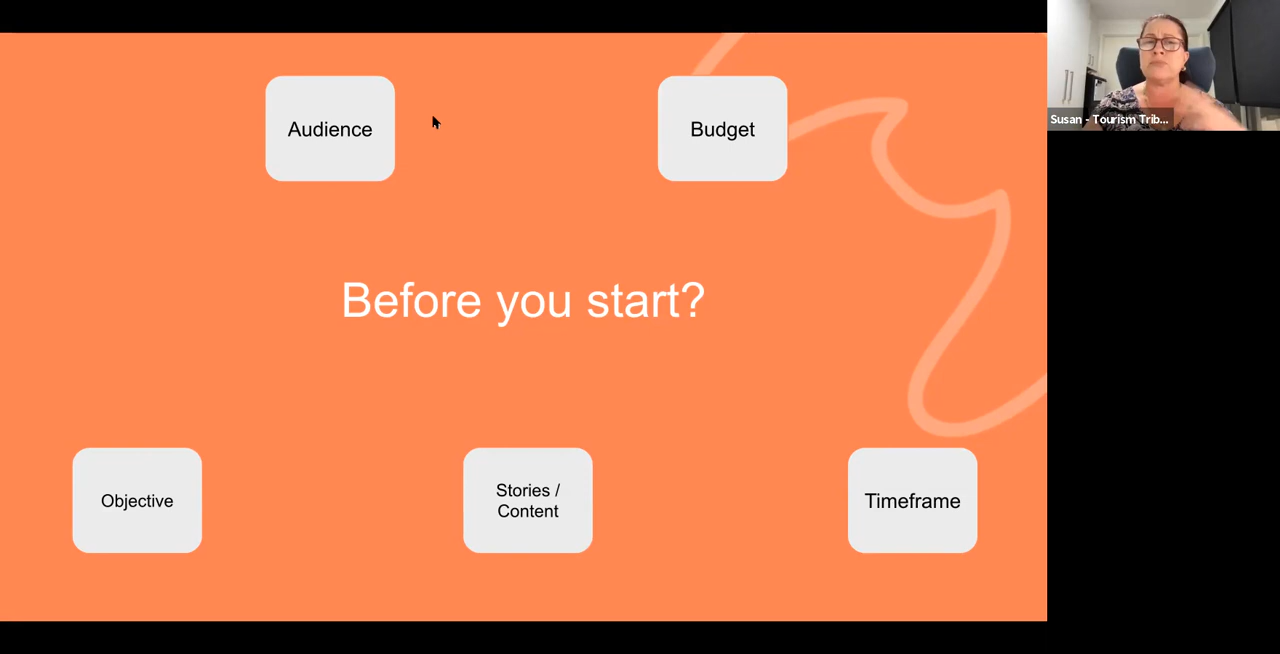 Audience
Budget
Susan - Tourism Trib...
Before you start?
Objective
Stories /
Content
Timeframe